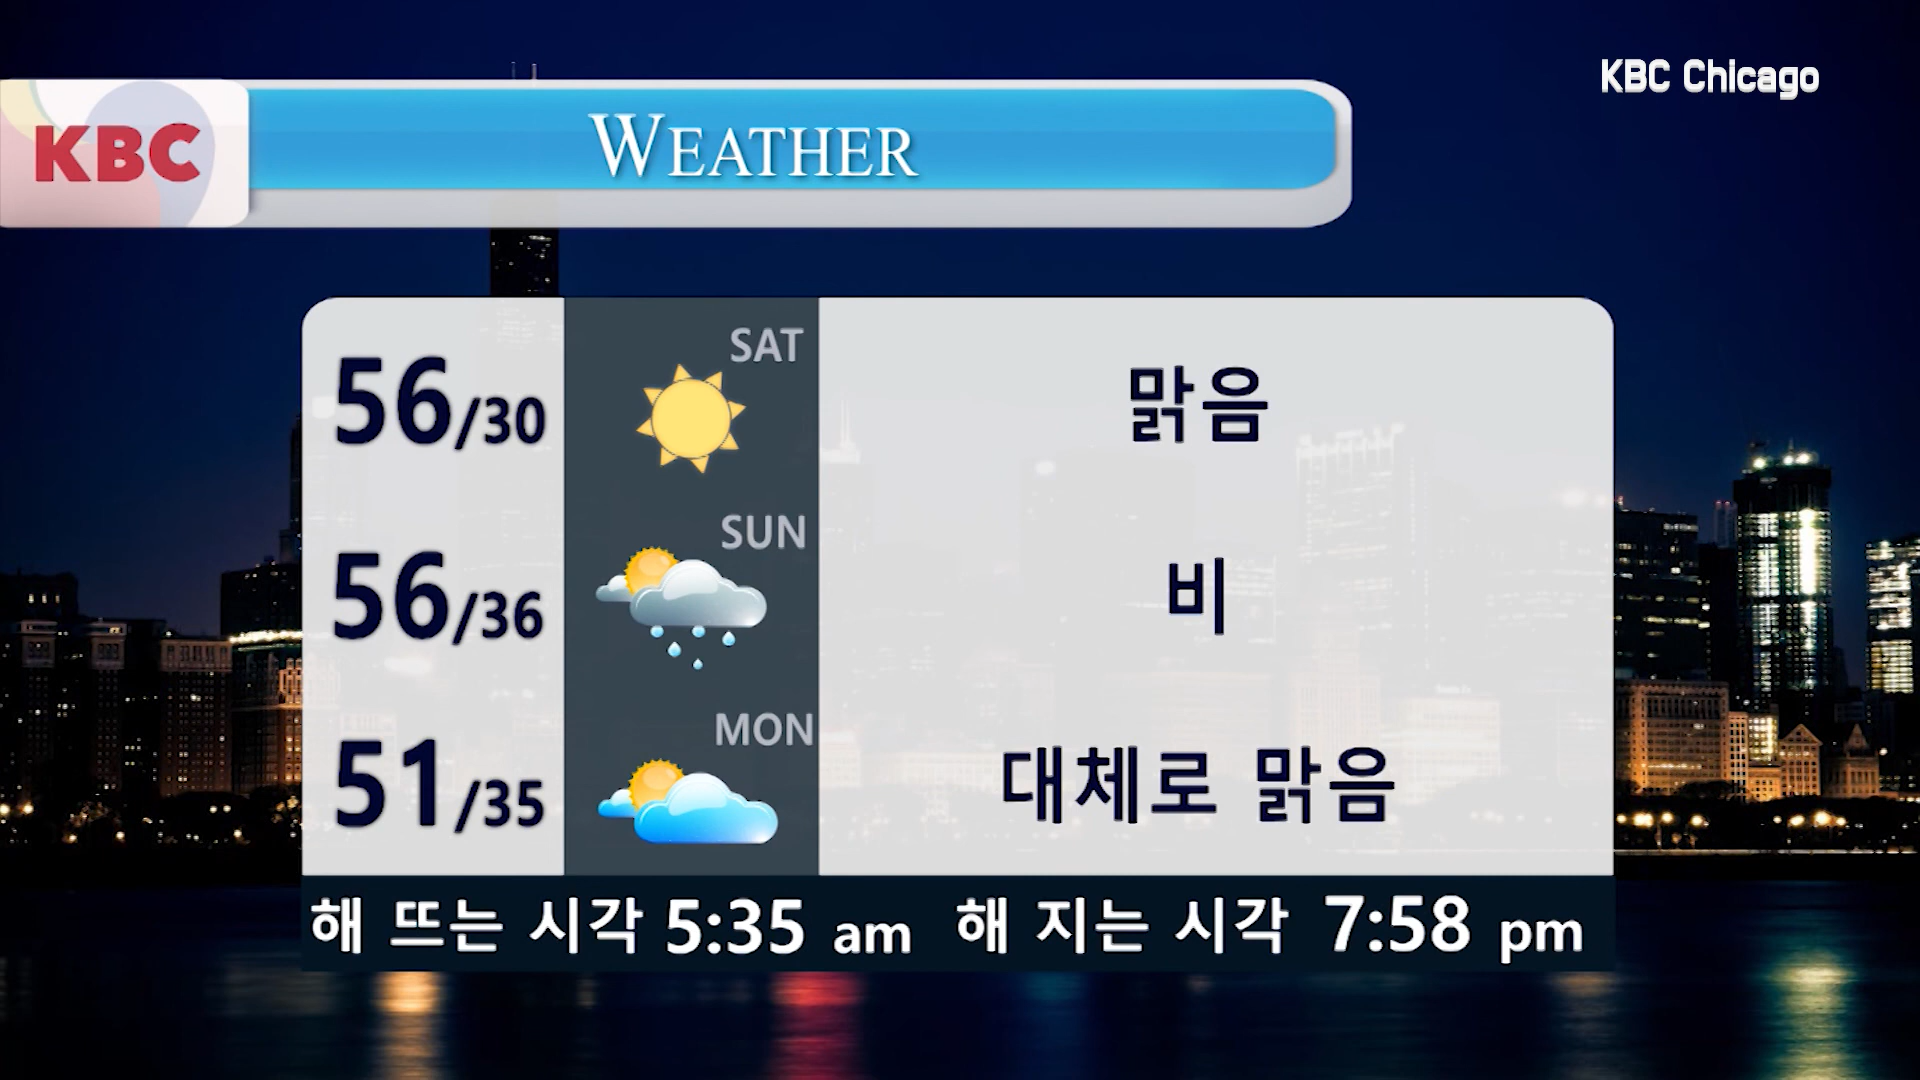 KBC Chicago
KBC
WEATHER
56/30
SAT
맑음
56/36
SUN
비
51/35
MON
대체로 맑음
해 뜨는 시각 5:35 am 해 지는 시각 7:58 pm